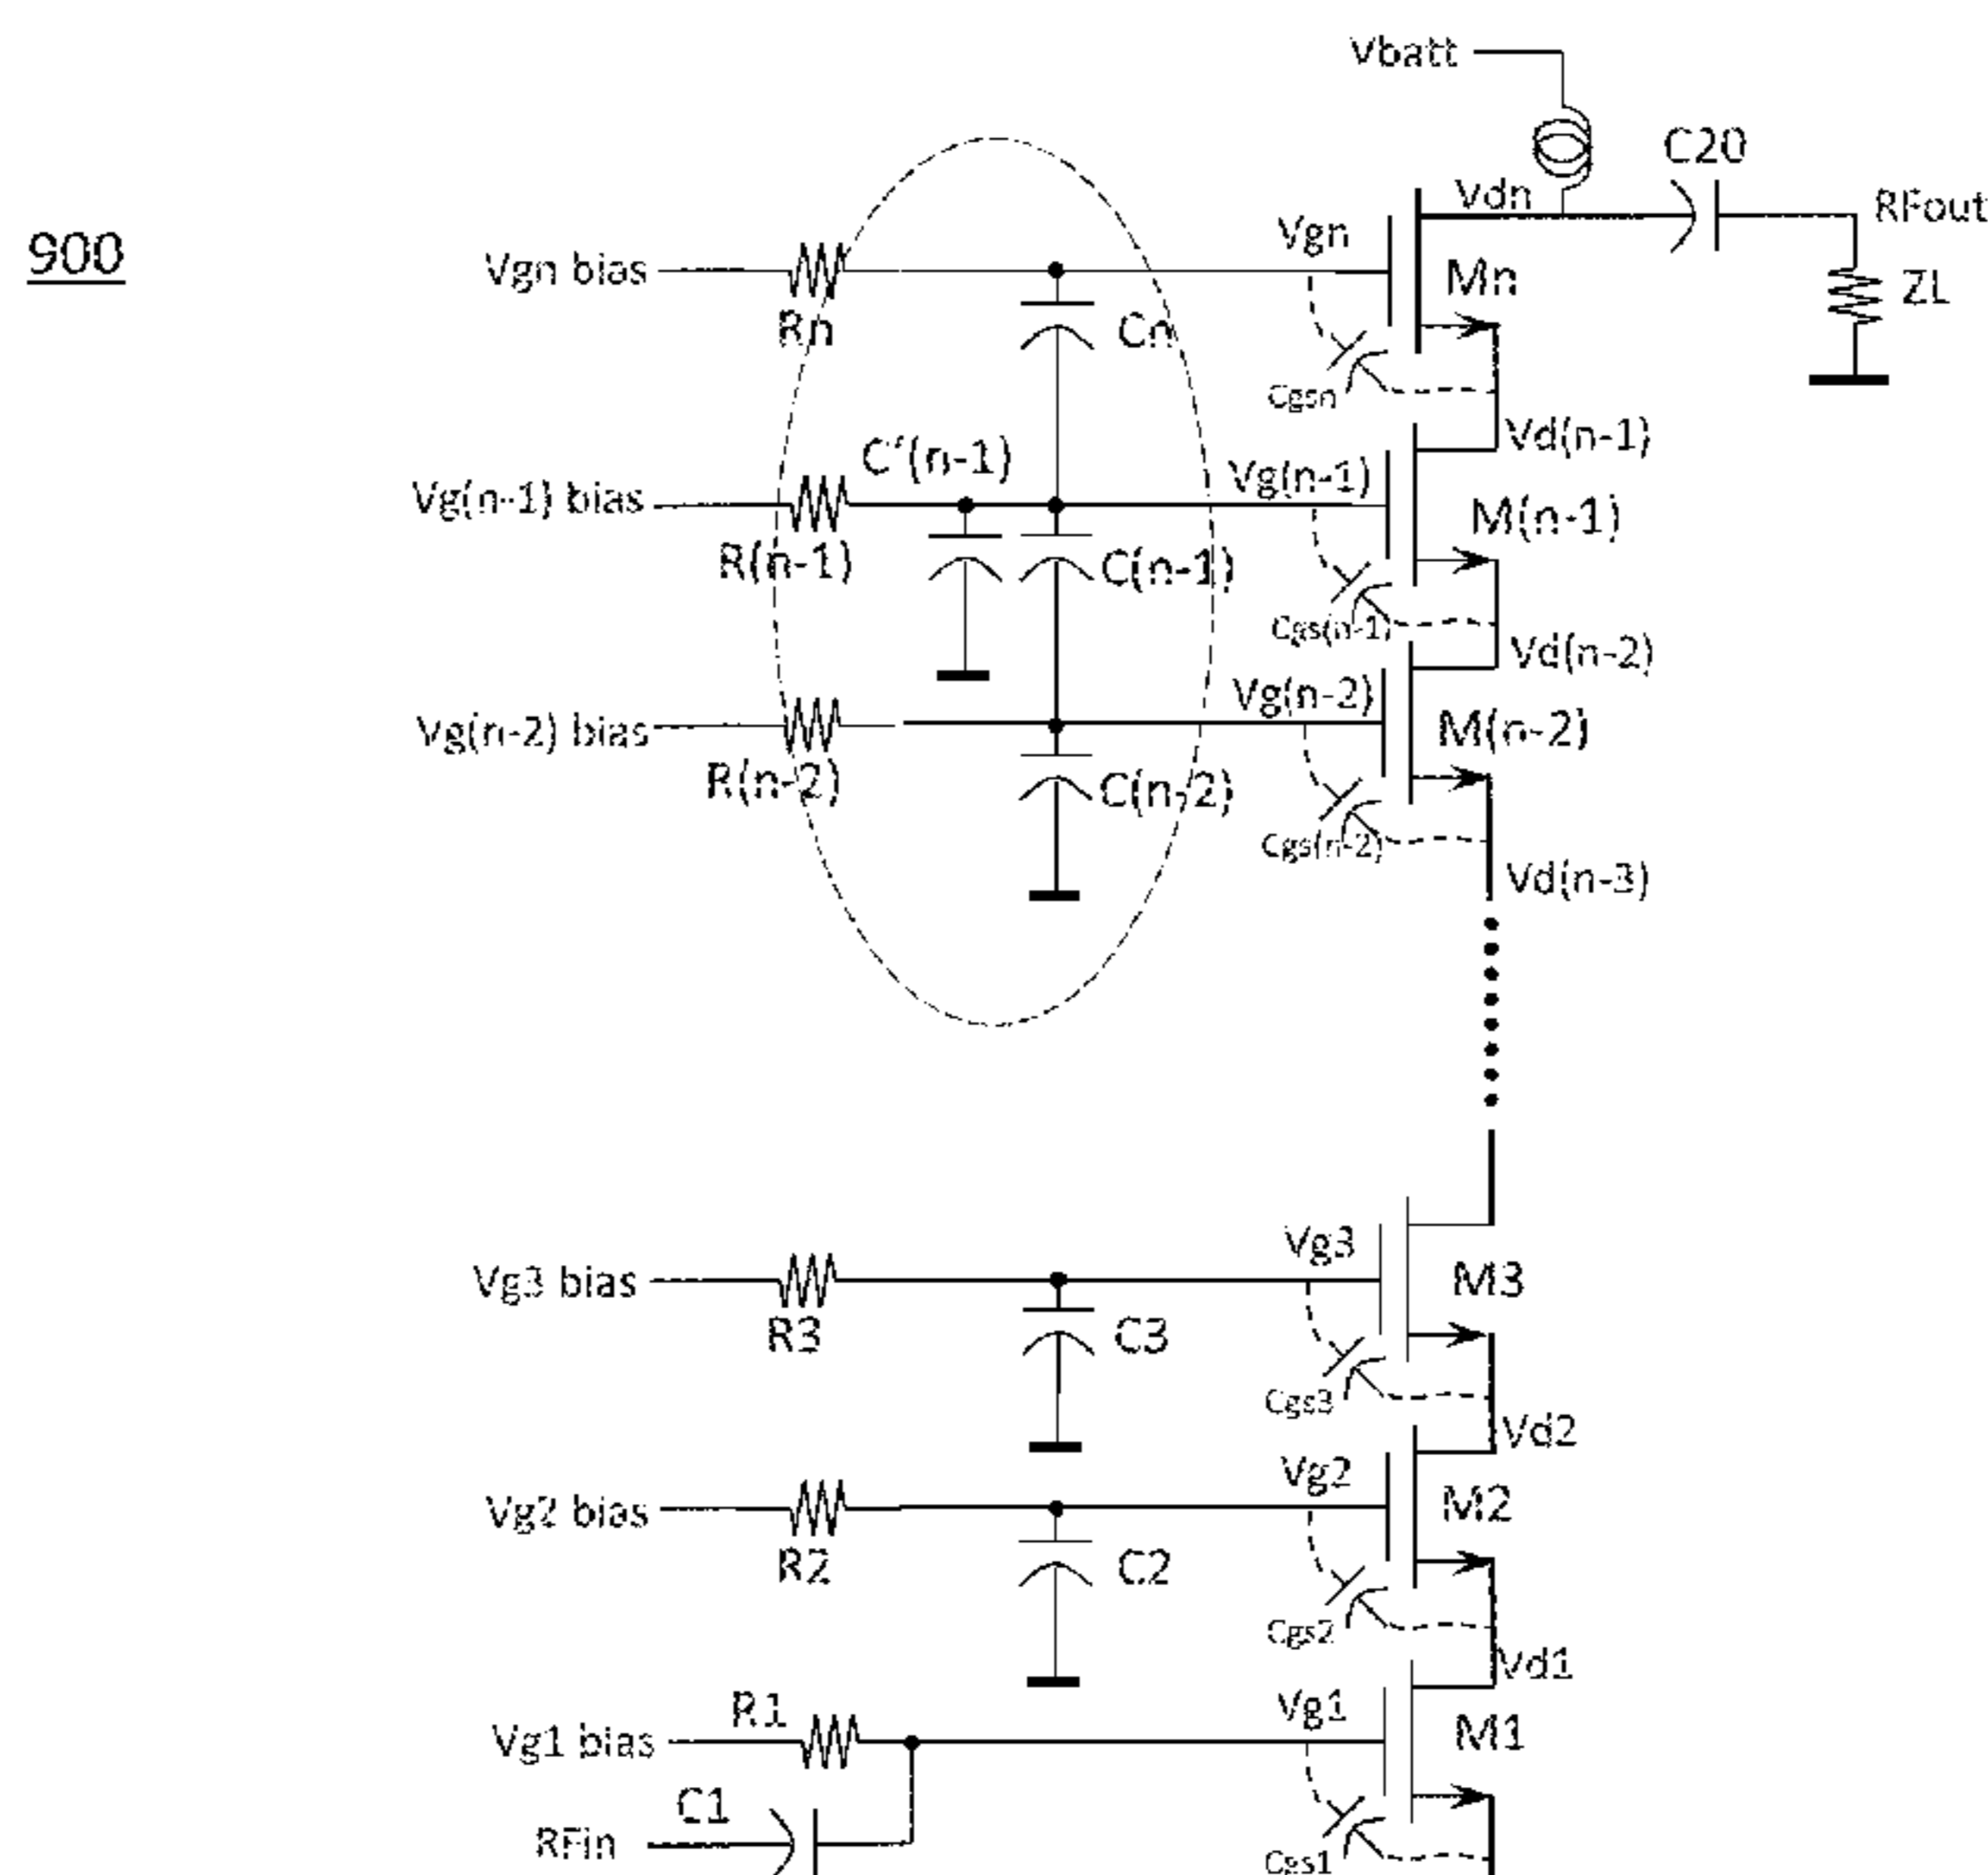 Vbatt
C20
Vdn
RFout
900
Vgn bias
Vgn
Mn
ZL
Rn
Cn
Cgsn
C'(n-1)
Vd(n-1)
Vg(n-1) bias
Vg(n-1)
M(n-1)
R(n-1)
C(n-1)
Cgs(n-1)
Vd(n-2)
Vg(n-2) bias
Vg(n-2)
M(n-2)
R(n-2)
C(n-2)
Cgs(n-2)
Vd(n-3)
Vg3 bias
Vg3
M3
R3
C3
Cgs3
Vd2
Vg2 bias
Vg2
M2
R2
C2
Cgs2
Vd1
R1
Vg1 bias
Vg1
M1
C1
RFin
Cgs1